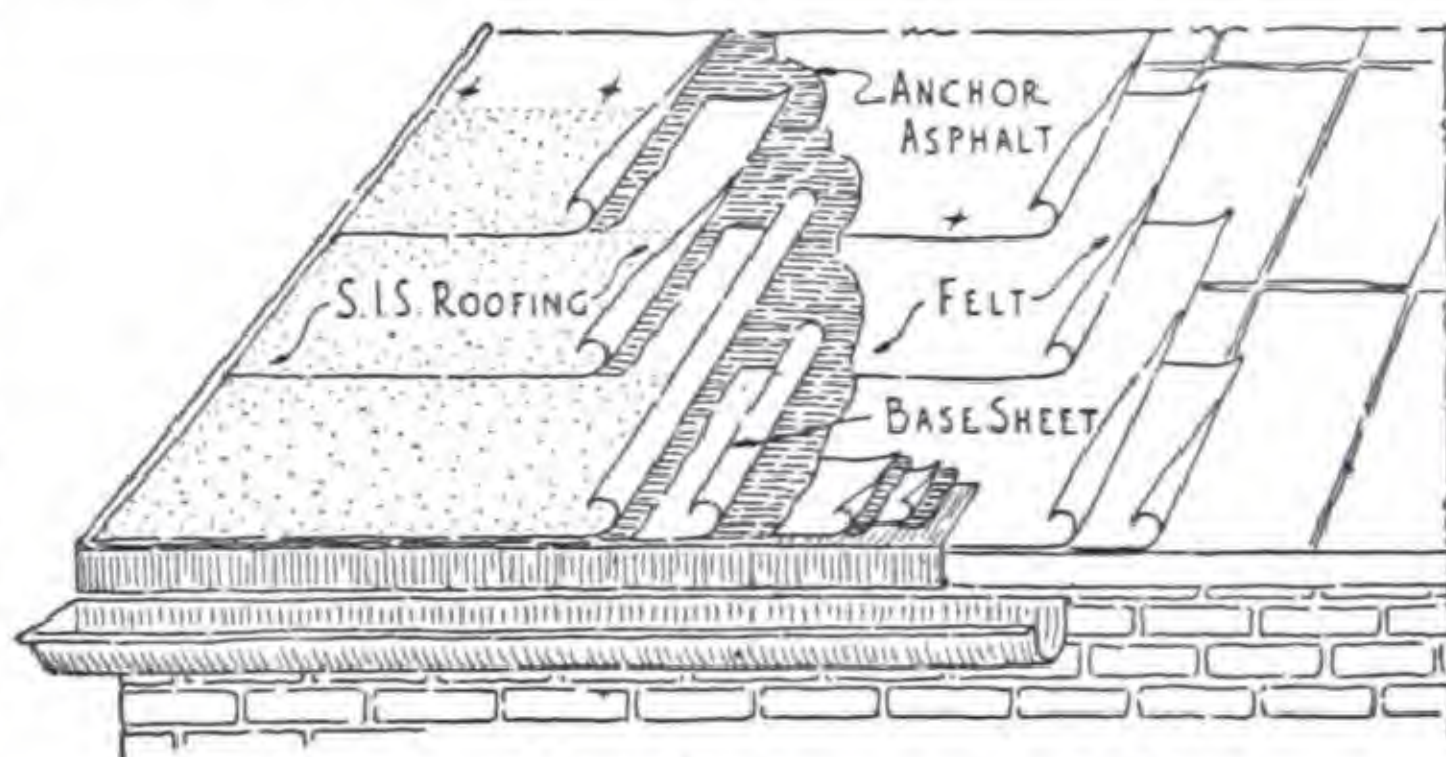 ANCHOR
ASPHALT
S.I.S. ROOFING
FELT
BASE SHEET